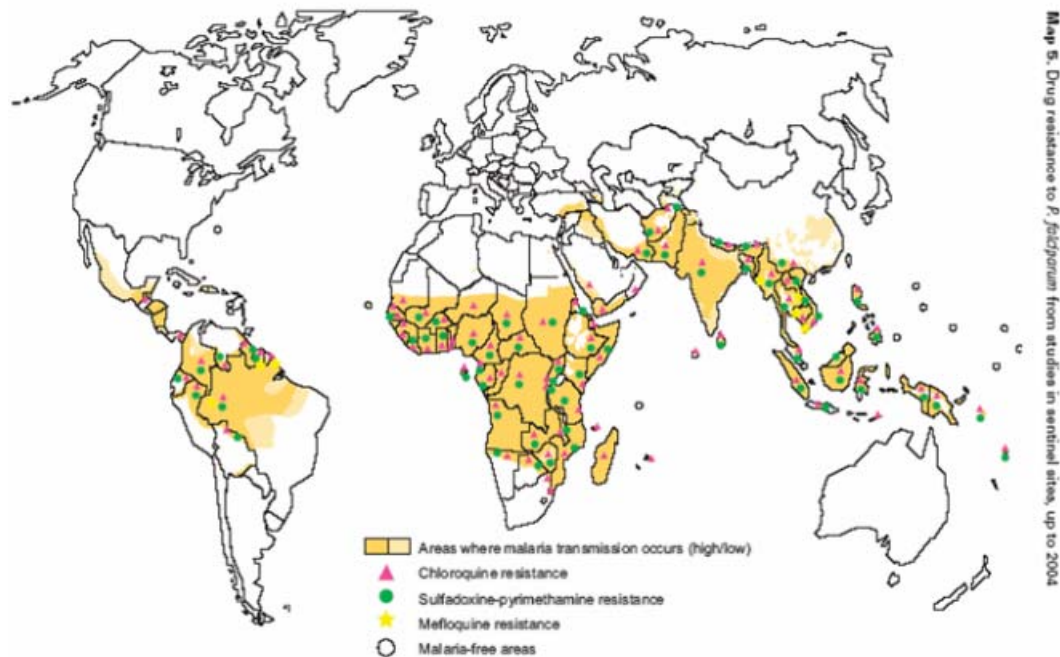 Map 5. Drug resistance to P. falciparum from studies in sentinel sites, up to 2004
Areas where malaria transmission occurs (high/low)
Chloroquine resistance
Sulfadoxine-pyrimethamine resistance
Mefloquine resistance
Malaria-free areas